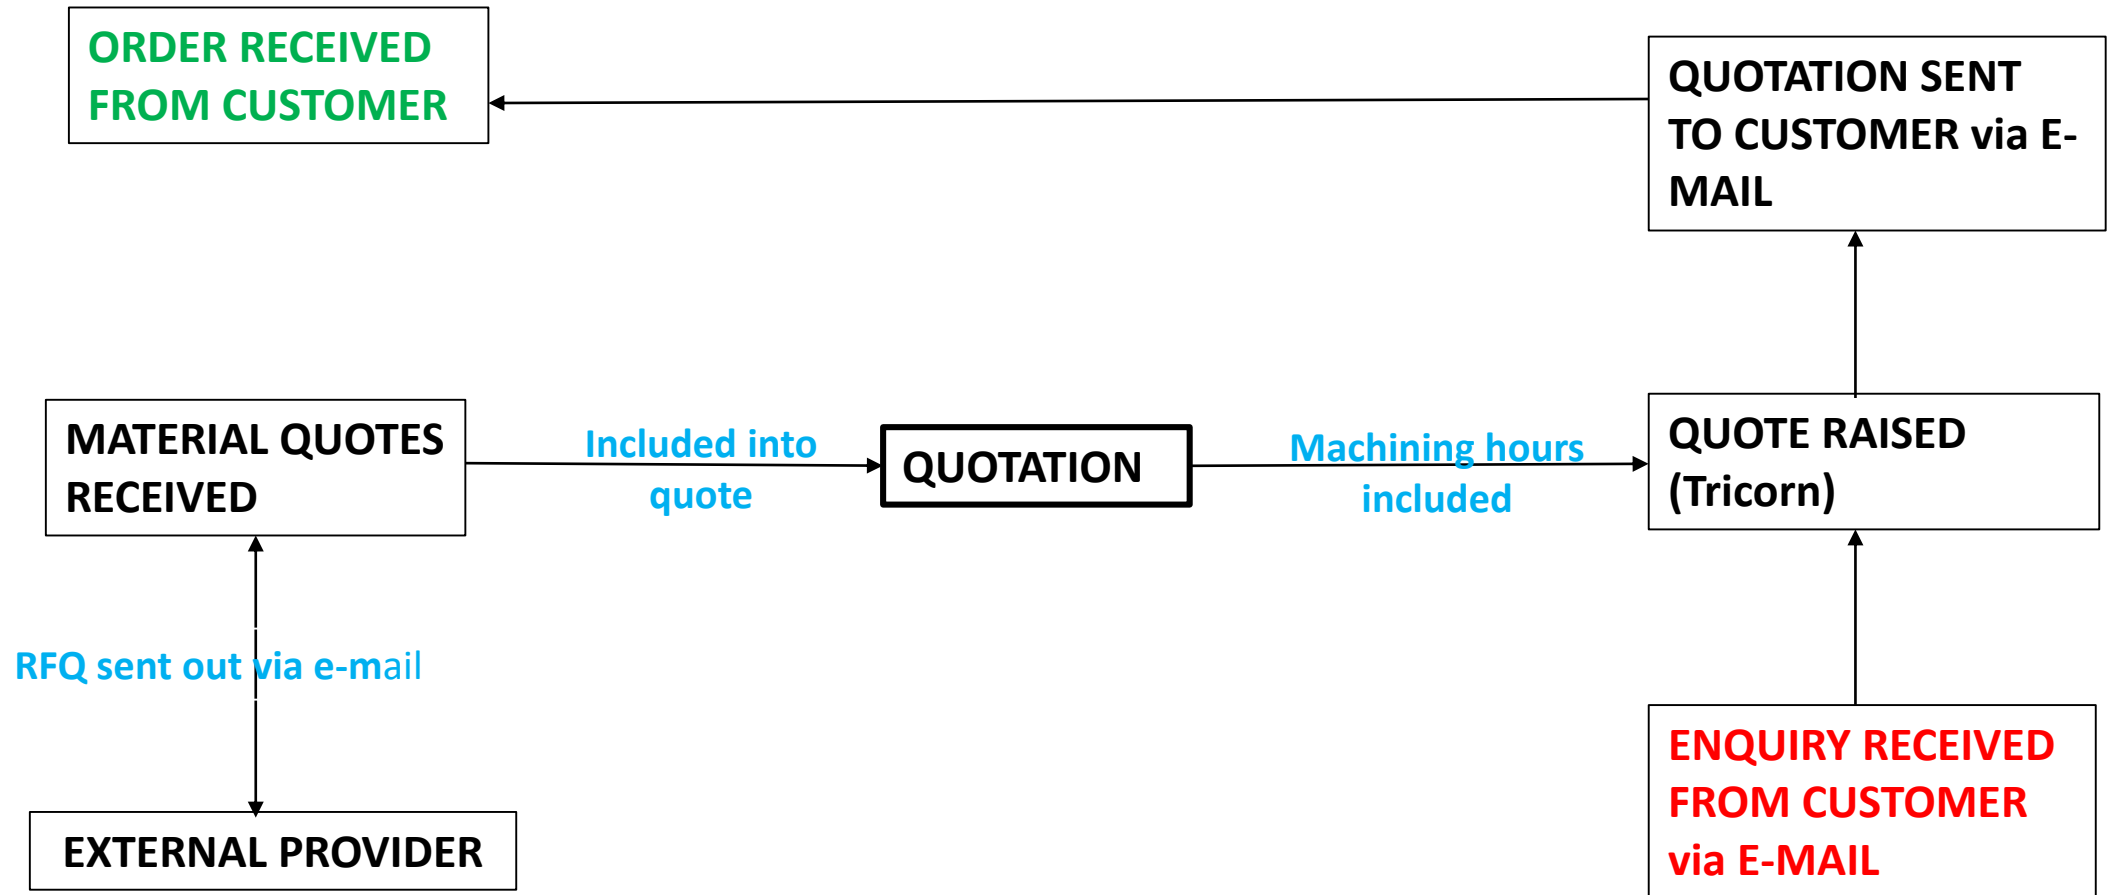 ORDER RECEIVED
FROM CUSTOMER
QUOTATION SENT
TO CUSTOMER via E-
MAIL
MATERIAL QUOTES
RECEIVED
Included into
quote
QUOTATION
Machining hours
included
QUOTE RAISED
(Tricorn)
RFQ sent out via e-mail
EXTERNAL PROVIDER
ENQUIRY RECEIVED
FROM CUSTOMER
via E-MAIL